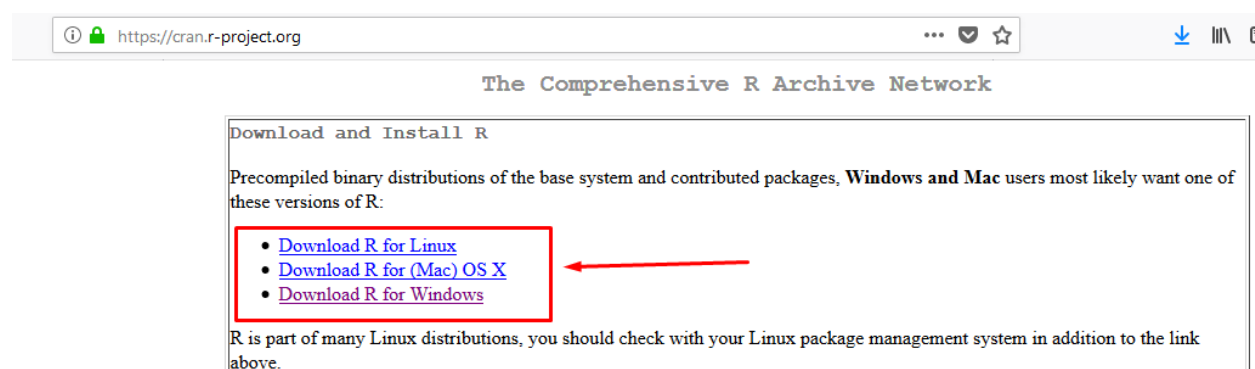 https://cran.r-project.org
The Comprehensive R Archive Network
Download and Install R
Precompiled binary distributions of the base system and contributed packages, Windows and Mac users most likely want one of
these versions of R:
• Download R for Linux
• Download R for (Mac) OS X
• Download R for Windows
R is part of many Linux distributions, you should check with your Linux package management system in addition to the link
above.